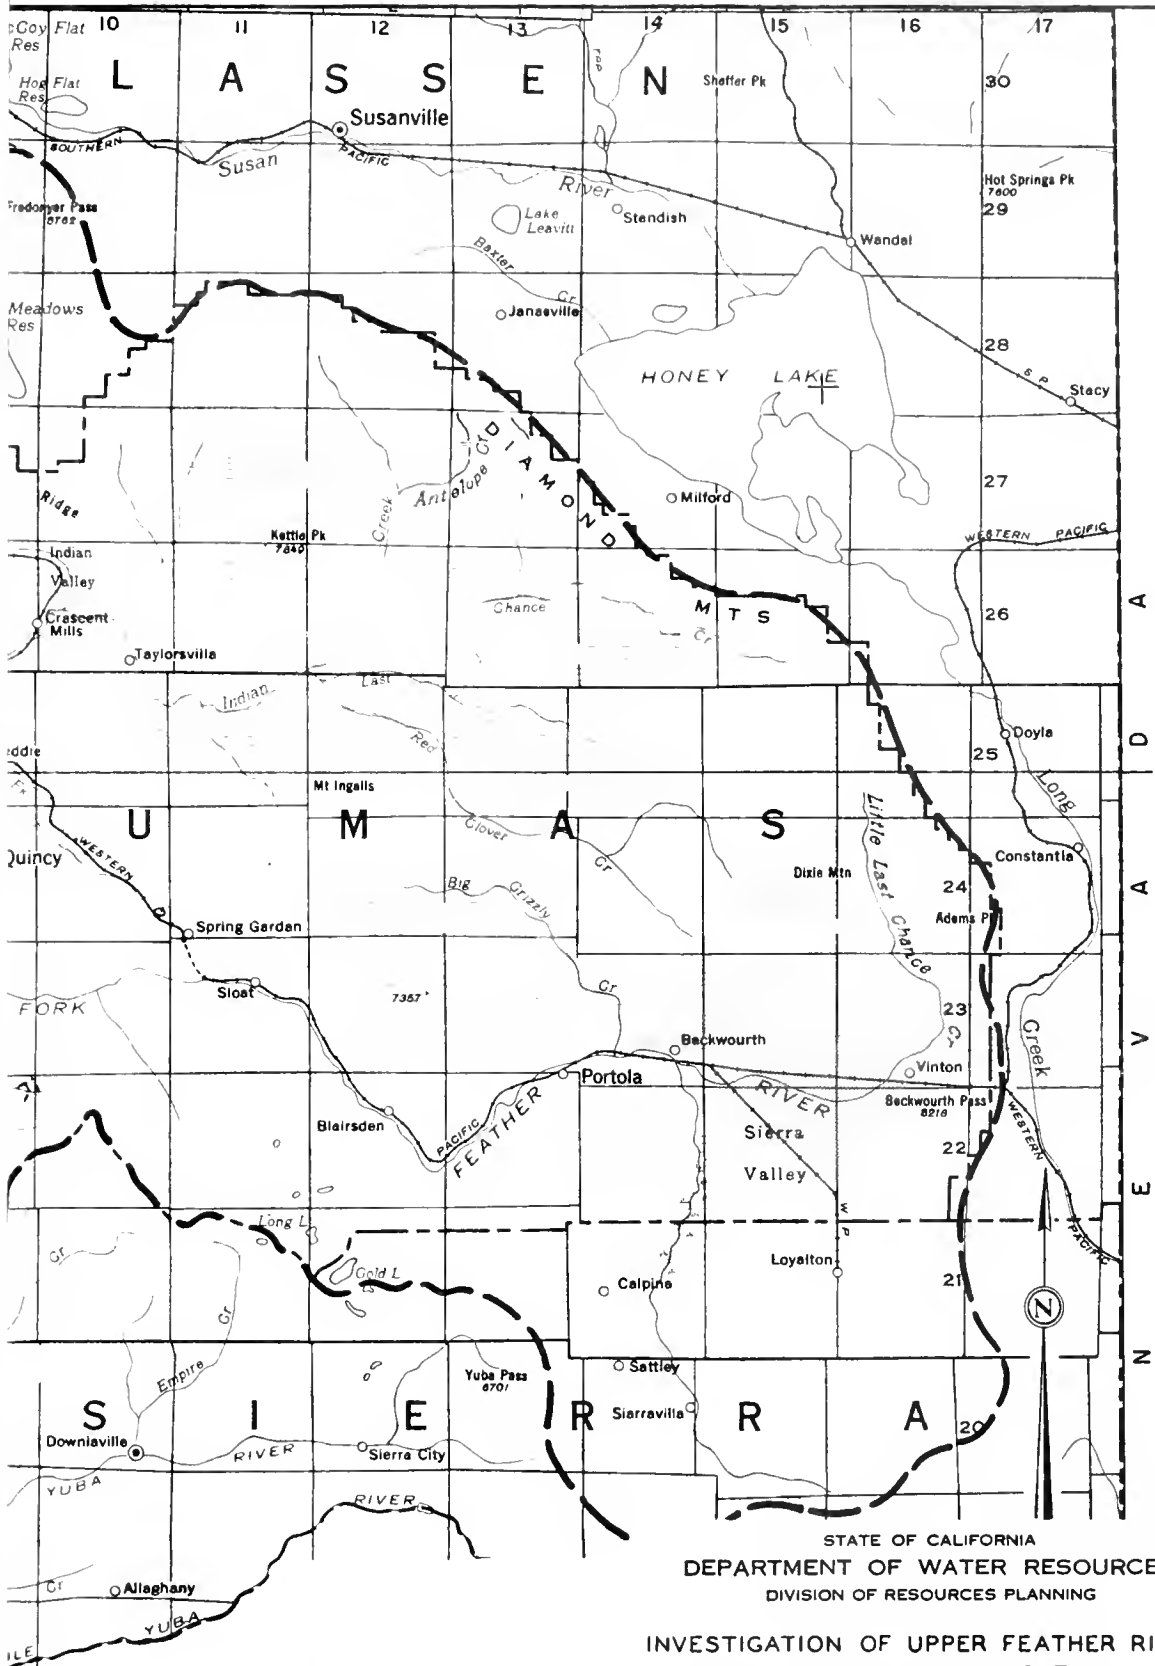 10 11 12 13 14 15 16 17
Coy Flat
Res
L A S S E N
30
Shaffer Pk
Hog Flat
Res
Susanville
SOUTHERN
PACIFIC
Susan
River
Hot Springs Pk
7600
29
Fredonyer Pass
Lake
Leavitt
Standish
Wandel
Baxter
Cr
Meadows
Res
Janesville
28
HONEY LAKE
S P
Stacy
DIAMOND
Antelope Cr
Creek
27
Milford
Ridge
Kettle Pk
7840
WESTERN PACIFIC
Indian
Valley
Crescent
Mills
Chance
Cr
MTS
26
Taylorsville
Indian
Last
Red
Doyle
25
Long
Mt Ingalls
U M A S
Clover
Cr
Little Last Chance
Cr
WESTERN
Quincy
Constantia
Dixie Mtn
24
Big
Grizzly
Cr
Adams Pk
Spring Garden
Sloat
7357
FORK
23
Creek
Beckwourth
Vinton
Portola
RIVER
Beckwourth Pass
5218
WESTERN
PACIFIC
Blairsden
PACIFIC
FEATHER
Sierra
Valley
22
Long L
W P
Cr
Gold L
Loyalton
Calpine
21
N
Cr
Empire
Yuba Pass
6701
Sattley
S I E R R A
Sierraville
20
Downieville
RIVER
Sierra City
YUBA
RIVER
Cr
Alleghany
YUBA
N E V A D A
STATE OF CALIFORNIA
DEPARTMENT OF WATER RESOURCE
DIVISION OF RESOURCES PLANNING
INVESTIGATION OF UPPER FEATHER RI